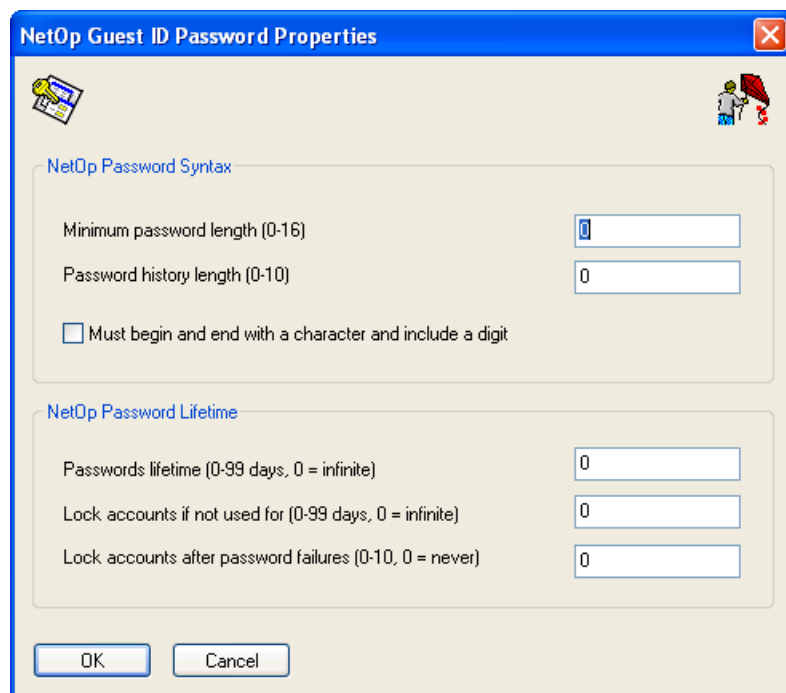 NetOp Guest ID Password Properties
NetOp Password Syntax
Minimum password length (0-16)
0
Password history length (0-10)
0
Must begin and end with a character and include a digit
NetOp Password Lifetime
Passwords lifetime (0-99 days, 0 = infinite)
0
Lock accounts if not used for (0-99 days, 0 = infinite)
0
Lock accounts after password failures (0-10, 0 = never)
0
OK
Cancel